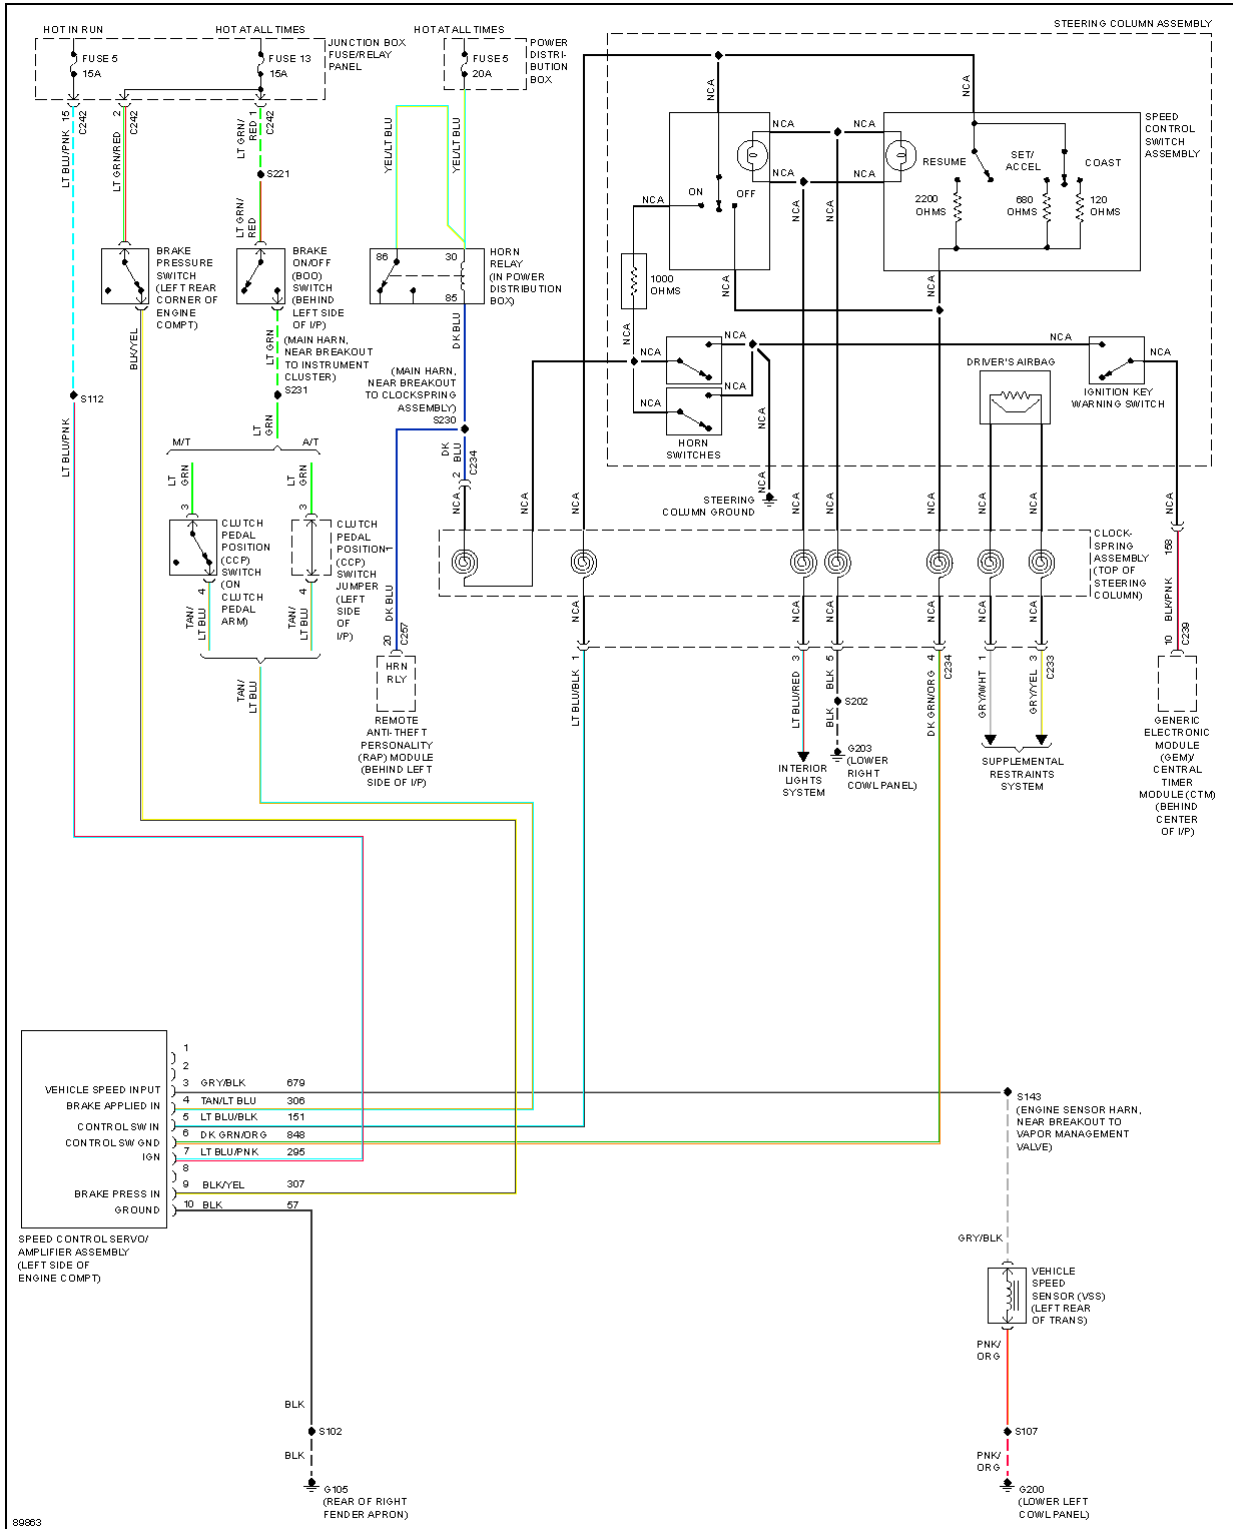 HOT IN RUN
HOT AT ALL TIMES
HOT AT ALL TIMES
STEERING COLUMN ASSEMBLY
FUSE 5
15A
FUSE 13
15A
JUNCTION BOX
FUSE/RELAY
PANEL
FUSE 5
20A
POWER
DISTRI-
BUTION
BOX
15
C242
2
C242
1
C242
LT BLU/PNK
LT GRN/RED
LT GRN/
RED
S221
LT GRN/
RED
YEL/LT BLU
YEL/LT BLU
NCA
NCA
NCA
NCA
NCA
NCA
SPEED
CONTROL
SWITCH
ASSEMBLY
RESUME
SET/
ACCEL
COAST
2200
OHMS
680
OHMS
120
OHMS
NCA
ON
OFF
NCA
NCA
1000
OHMS
NCA
NCA
NCA
NCA
BRAKE
PRESSURE
SWITCH
(LEFT REAR
CORNER OF
ENGINE
COMPT)
BRAKE
ON/OFF
(BOO)
SWITCH
(BEHIND
LEFT SIDE
OF I/P)
(MAIN HARN,
NEAR BREAKOUT
TO INSTRUMENT
CLUSTER)
S231
86
30
85
HORN
RELAY
(IN POWER
DISTRIBUTION
BOX)
BLK/YEL
LT GRN
DK BLU
(MAIN HARN,
NEAR BREAKOUT
TO CLOCKSPRING
ASSEMBLY)
S230
S112
LT BLU/PNK
LT
GRN
M/T
A/T
LT
GRN
LT
GRN
3
3
NCA
NCA
NCA
NCA
NCA
NCA
HORN
SWITCHES
NCA
NCA
DRIVER'S AIRBAG
NCA
NCA
IGNITION KEY
WARNING SWITCH
DK
BLU
2
C234
NCA
NCA
NCA
STEERING
COLUMN GROUND
NCA
NCA
NCA
NCA
NCA
NCA
CLUTCH
PEDAL
POSITION
(CCP)
SWITCH
(ON
CLUTCH
PEDAL
ARM)
CLUTCH
PEDAL
POSITION
(CCP)
SWITCH
JUMPER
(LEFT
SIDE
OF
I/P)
1
4
4
TAN/
LT BLU
TAN/
LT BLU
DK BLU
20
C257
HRN
RLY
REMOTE
ANTI-THEFT
PERSONALITY
(RAP) MODULE
(BEHIND LEFT
SIDE OF I/P)
CLOCK-
SPRING
ASSEMBLY
(TOP OF
STEERING
COLUMN)
158
BLK/PNK
10
C239
NCA
NCA
NCA
NCA
NCA
NCA
1
3
5
4
C234
1
3
C233
TAN/
LT BLU
LT BLU/BLK
LT BLU/RED
BLK
BLK
S202
DK GRN/ORG
GRY/WHT
GRY/YEL
INTERIOR
LIGHTS
SYSTEM
G203
(LOWER
RIGHT
COWL PANEL)
SUPPLEMENTAL
RESTRAINTS
SYSTEM
GENERIC
ELECTRONIC
MODULE
(GEM)/
CENTRAL
TIMER
MODULE (CTM)
(BEHIND
CENTER
OF I/P)
1
2
VEHICLE SPEED INPUT 3 GRY/BLK 679
BRAKE APPLIED IN 4 TAN/LT BLU 306
CONTROL SW IN 5 LT BLU/BLK 151
CONTROL SW GND 6 DK GRN/ORG 848
IGN 7 LT BLU/PNK 295
8
BRAKE PRESS IN 9 BLK/YEL 307
GROUND 10 BLK 57
SPEED CONTROL SERVO/
AMPLIFIER ASSEMBLY
(LEFT SIDE OF
ENGINE COMPT)
S143
(ENGINE SENSOR HARN,
NEAR BREAKOUT TO
VAPOR MANAGEMENT
VALVE)
GRY/BLK
VEHICLE
SPEED
SENSOR (VSS)
(LEFT REAR
OF TRANS)
PNK/
ORG
BLK
S102
BLK
G105
(REAR OF RIGHT
FENDER APRON)
S107
PNK/
ORG
G200
(LOWER LEFT
COWL PANEL)
89863